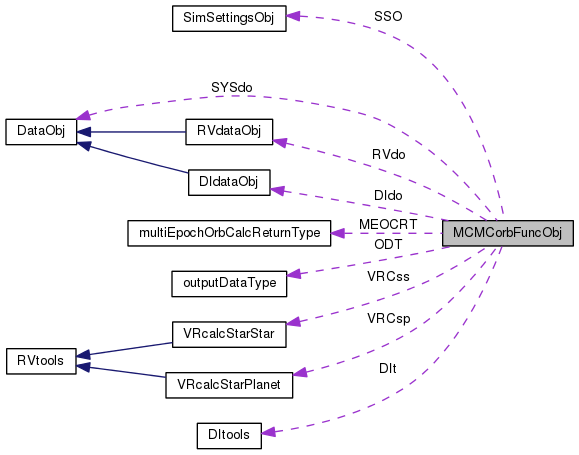 SimSettingsObj
SSO
SYSdo
DataObj
RVdataObj
RVdo
DIdataObj
DIdo
multiEpochOrbCalcReturnType
MEOCRT
MCMCorbFuncObj
ODT
outputDataType
VRCss
VRcalcStarStar
VRCsp
RVtools
VRcalcStarPlanet
DIt
DItools